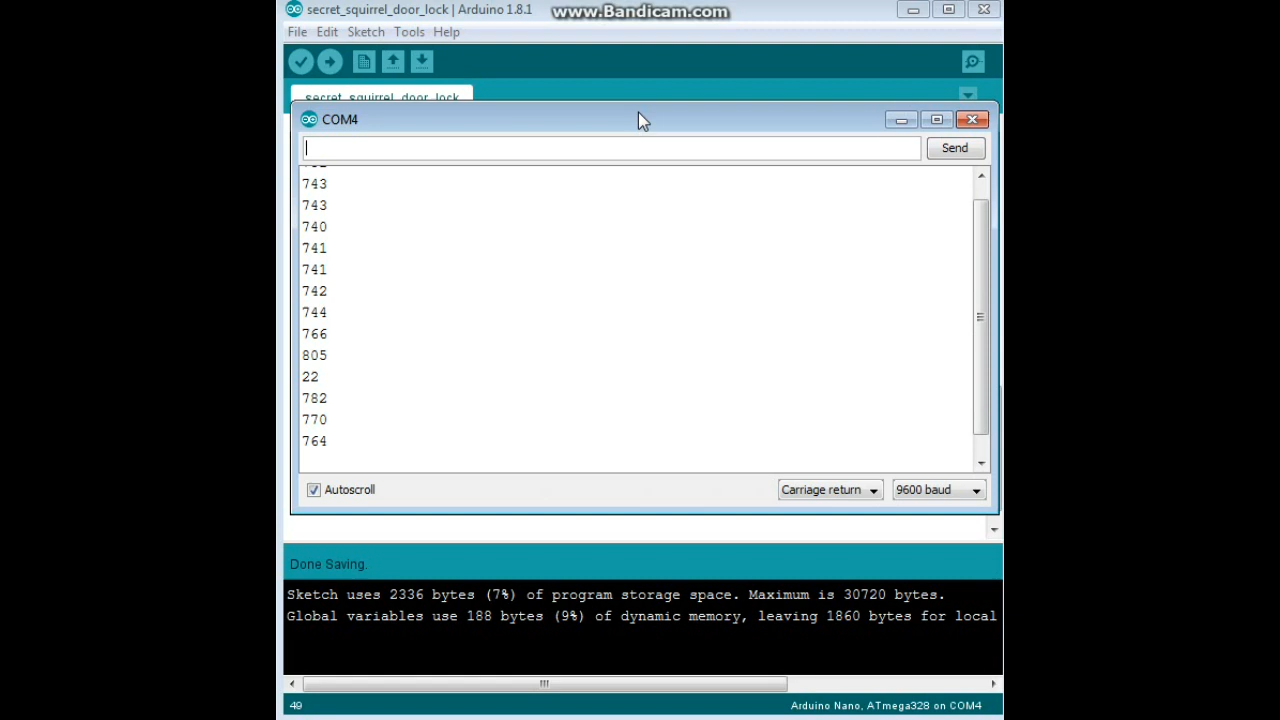 secret_squirrel_door_lock | Arduino 1.8.1
www.Bandicam.com
File Edit Sketch Tools Help
secret_squirrel_door_lock
COM4
Send
743
743
740
741
741
742
744
766
805
22
782
770
764
Autoscroll
Carriage return
9600 baud
Done Saving.
Sketch uses 2336 bytes (7%) of program storage space. Maximum is 30720 bytes.
Global variables use 188 bytes (9%) of dynamic memory, leaving 1860 bytes for local
49
Arduino Nano, ATmega328 on COM4